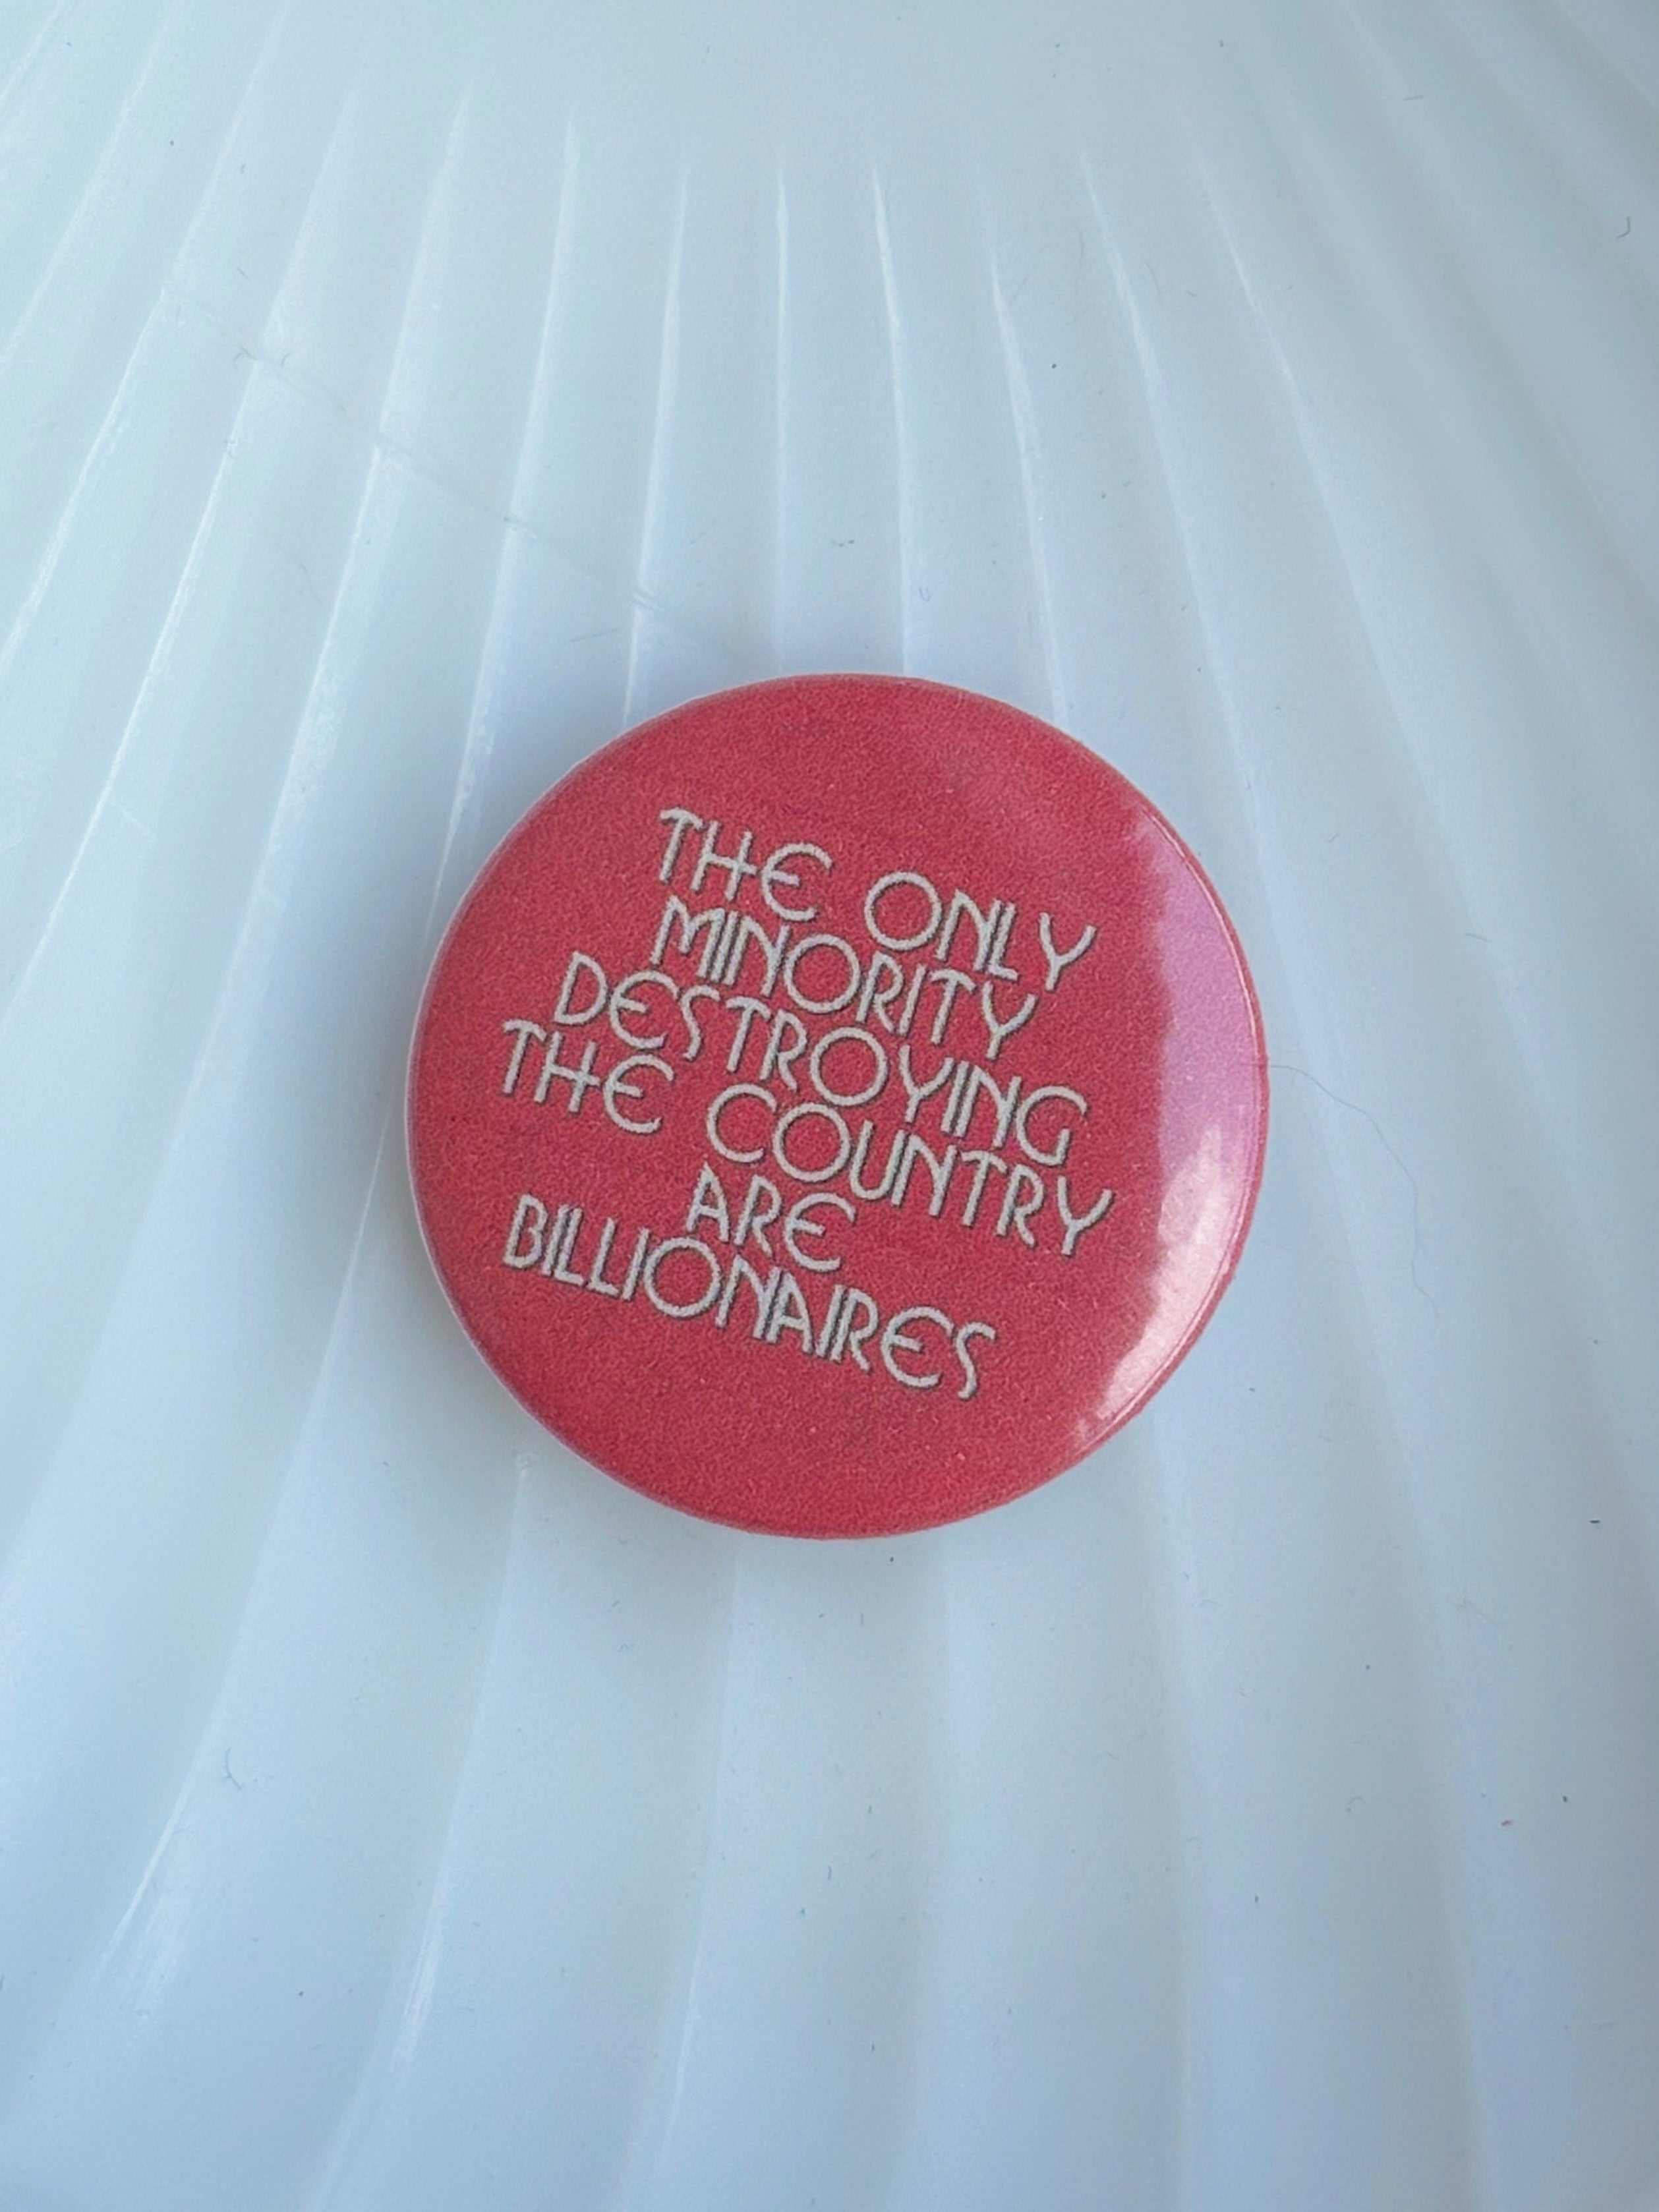 THE ONLY
MINORITY
DESTROYING
THE COUNTRY
ARE
BILLIONAIRES